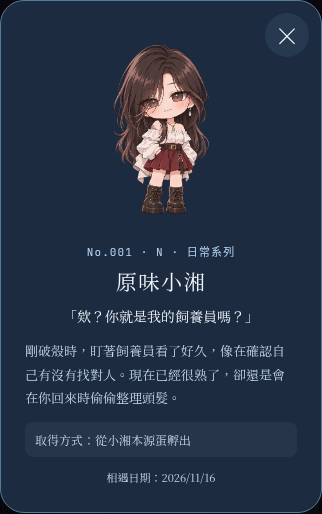 No.001 · N · 日常系列
原味小湘
「欸？你就是我的飼養員嗎？」
剛破殼時，盯著飼養員看了好久，像在確認自
己有沒有找對人。現在已經很熟了，卻還是會
在你回來時偷偷整理頭髮。
取得方式：從小湘本源蛋孵出
相遇日期：2026/11/16